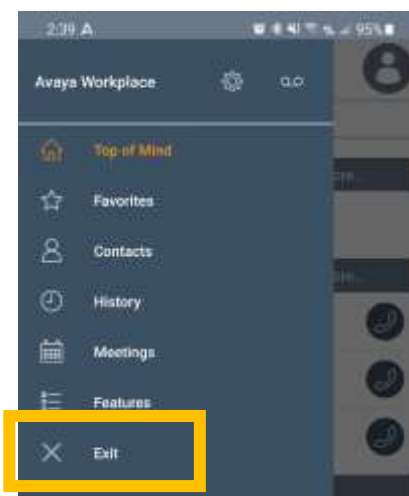 2:39 A 95%
Avaya Workplace
Top of Mind
Favorites
Contacts
History
Meetings
Features
Exit